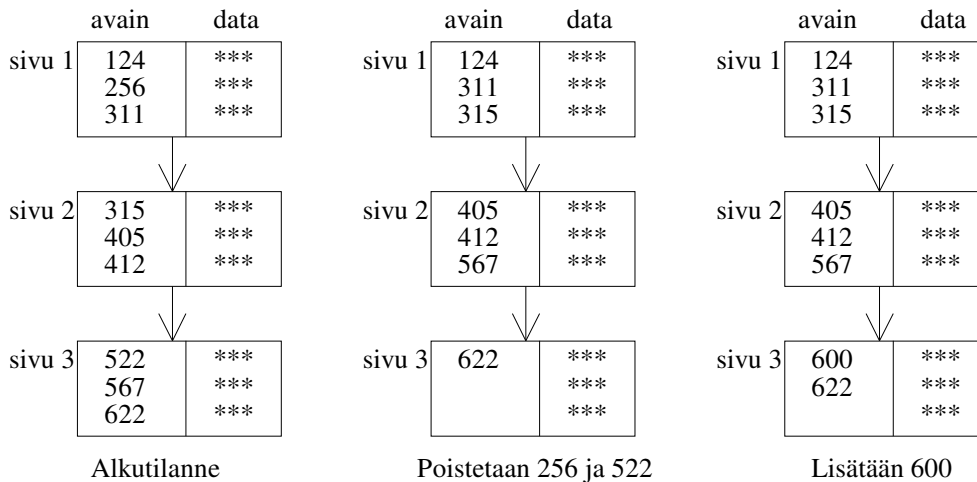 avain data
sivu 1
124 ***
256 ***
311 ***
sivu 2
315 ***
405 ***
412 ***
sivu 3
522 ***
567 ***
622 ***
Alkutilanne
avain data
sivu 1
124 ***
311 ***
315 ***
sivu 2
405 ***
412 ***
567 ***
sivu 3
622 ***
***
***
Poistetaan 256 ja 522
avain data
sivu 1
124 ***
311 ***
315 ***
sivu 2
405 ***
412 ***
567 ***
sivu 3
600 ***
622 ***
***
Lisätään 600